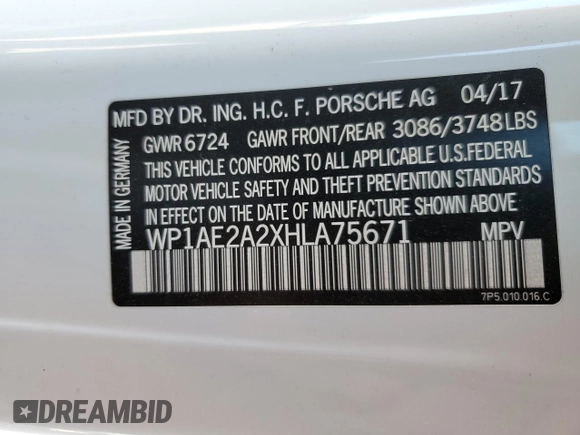 MFD BY DR. ING. H.C. F. PORSCHE AG 04/17
GVWR 6724 GAWR FRONT/REAR 3086/3748 LBS
THIS VEHICLE CONFORMS TO ALL APPLICABLE U.S.FEDERAL
MOTOR VEHICLE SAFETY AND THEFT PREVENTION STANDARDS
IN EFFECT ON THE DATE OF MANUFACTURE SHOWN ABOVE
WP1AE2A2XHLA75671 MPV
MADE IN GERMANY
7P5.010.016.C
DREAMBID